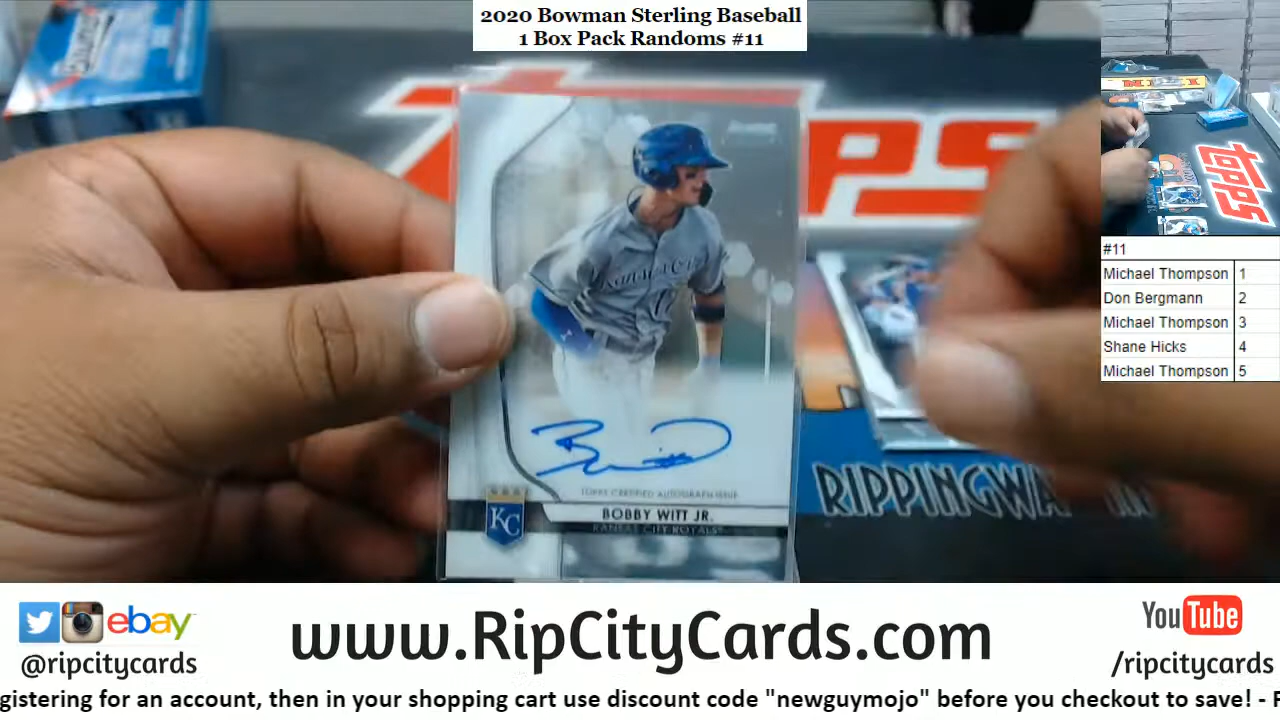 2020 Bowman Sterling Baseball
1 Box Pack Randoms #11
TOPPS
topps
#11
Michael Thompson 1
Don Bergmann 2
Michael Thompson 3
Shane Hicks 4
Michael Thompson 5
TOPPS CERTIFIED AUTOGRAPH ISSUE
BOBBY WITT JR.
KANSAS CITY ROYALS
KC
ebay
@ripcitycards
www.RipCityCards.com
YouTube
/ripcitycards
gistering for an account, then in your shopping cart use discount code "newguymojo" before you checkout to save! - F